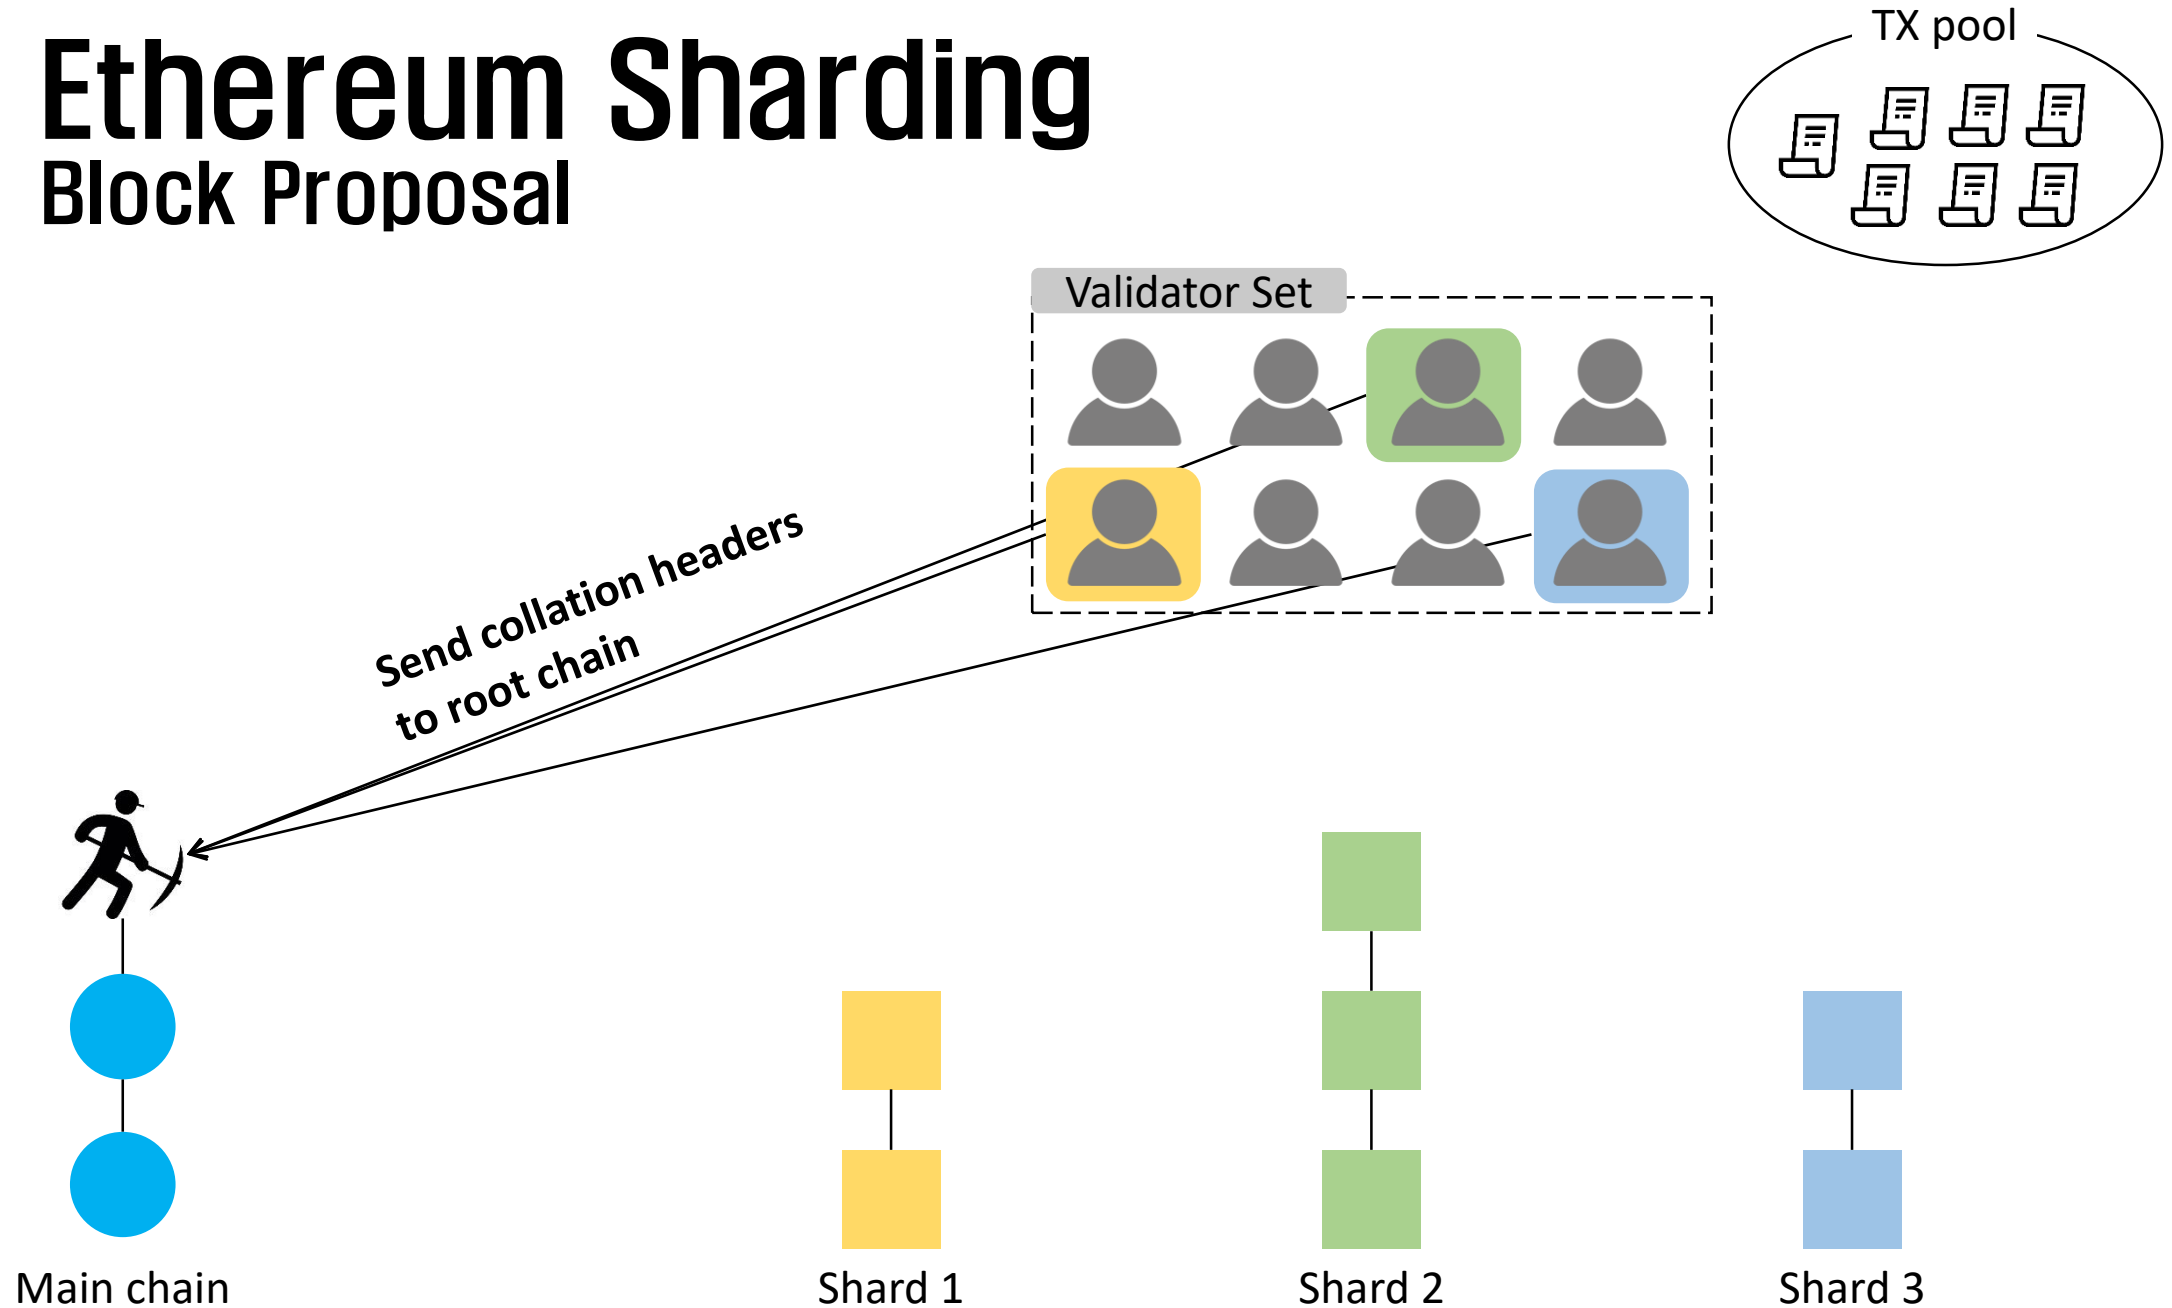 Ethereum Sharding
Block Proposal
TX pool
Validator Set
Send collation headers
to root chain
Main chain
Shard 1
Shard 2
Shard 3